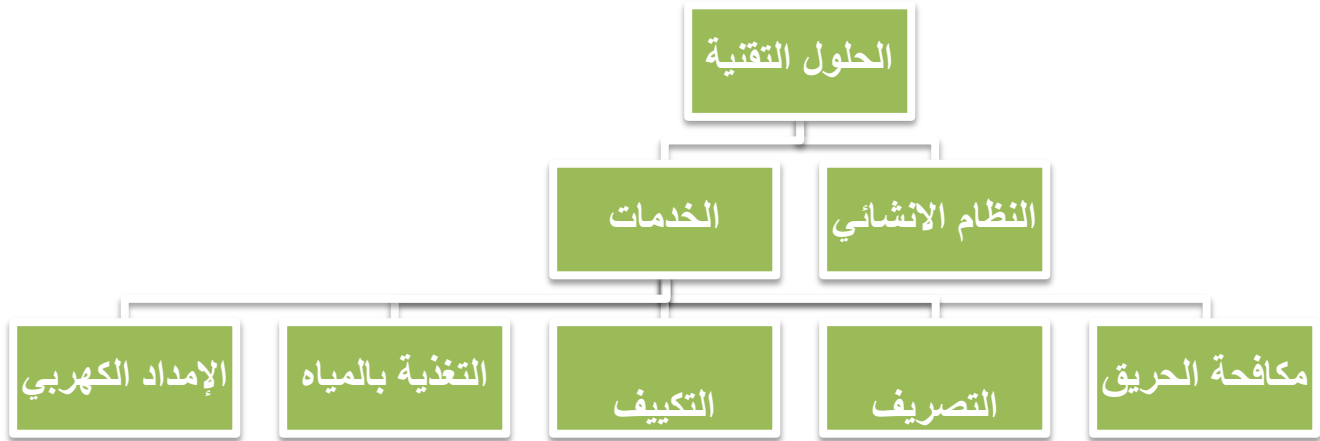 الحلول التقنية
النظام الانشائي
الخدمات
مكافحة الحريق
التصريف
التكييف
التغذية بالمياه
الإمداد الكهربي